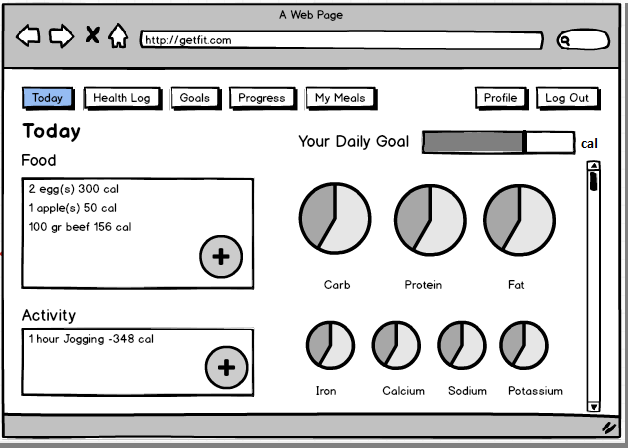 A Web Page
http://getfit.com
Today Health Log Goals Progress My Meals Profile Log Out
Today
Your Daily Goal cal
Food
2 egg(s) 300 cal
1 apple(s) 50 cal
100 gr beef 156 cal
Carb Protein Fat
Activity
1 hour Jogging -348 cal
Iron Calcium Sodium Potassium